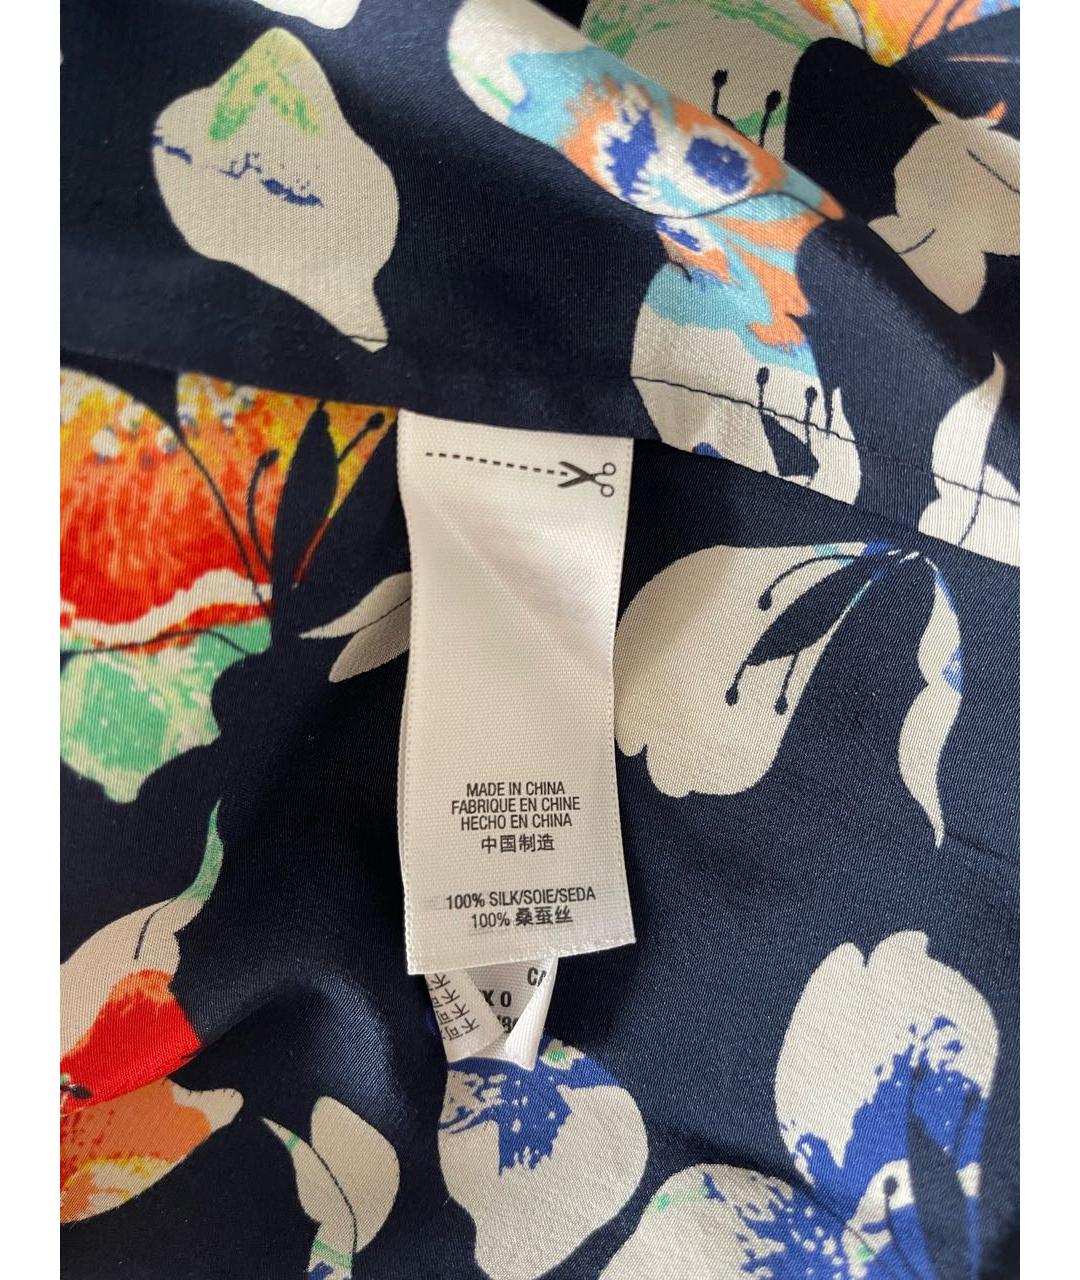 MADE IN CHINA
FABRIQUE EN CHINE
HECHO EN CHINA
中国制造
100% SILK/SOIE/SEDA
100% 桑蚕丝
X 0